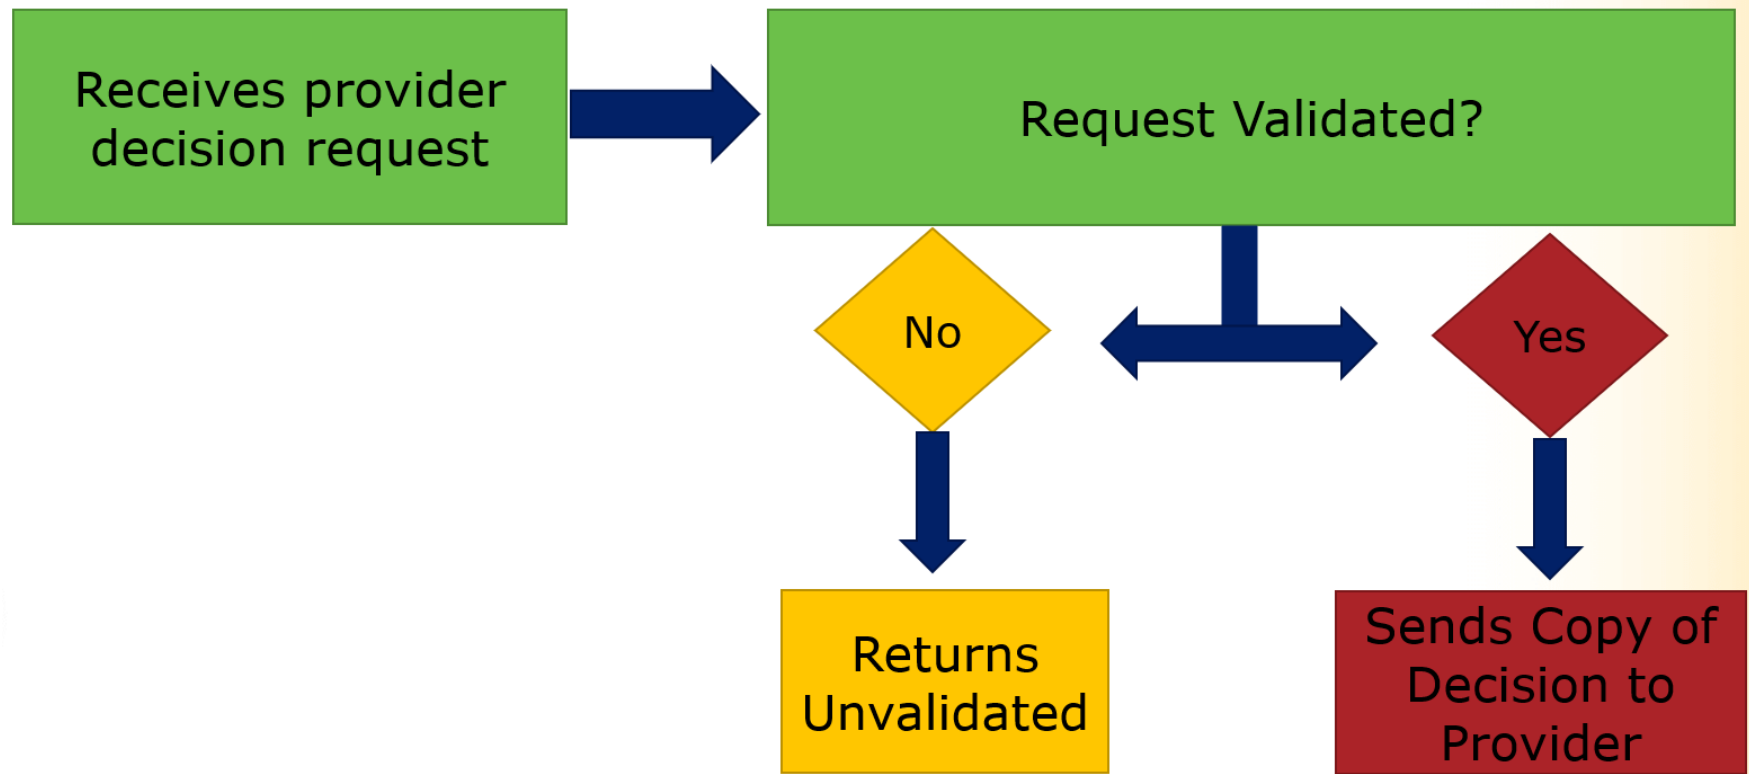 Receives provider
decision request
Request Validated?
No
Yes
Returns
Unvalidated
Sends Copy of
Decision to
Provider